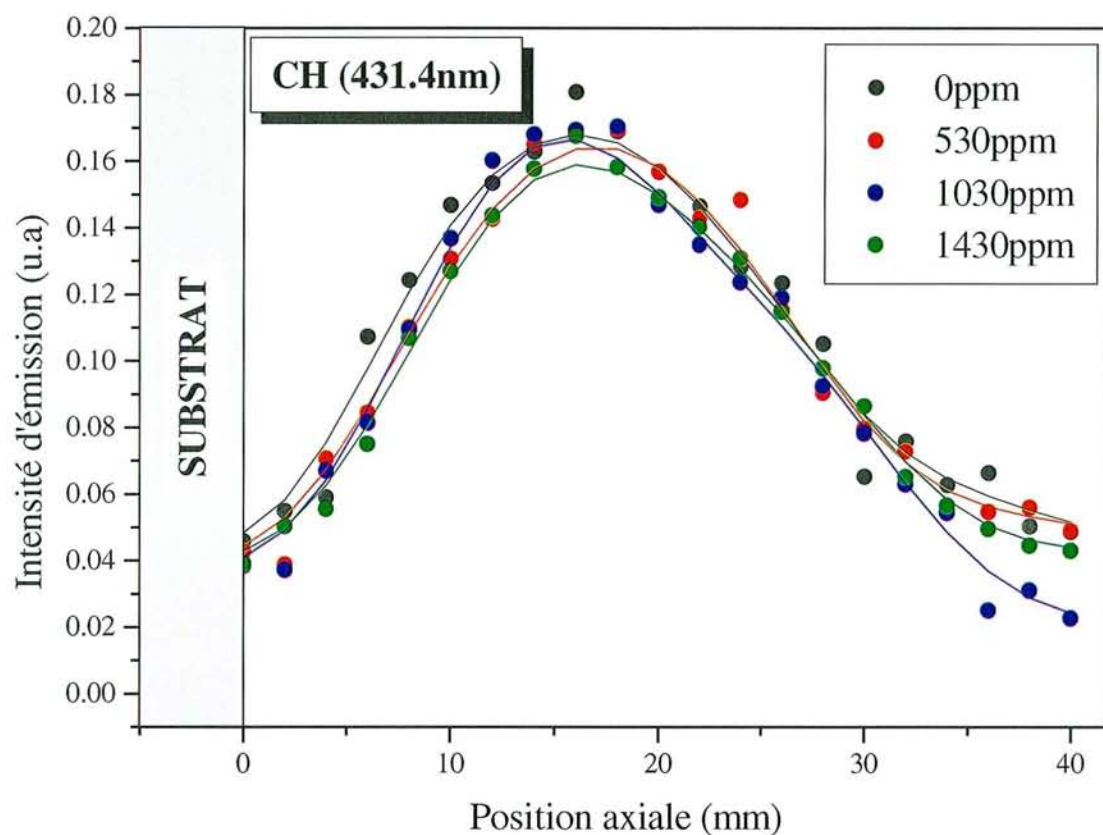 CH (431.4nm)
0ppm
530ppm
1030ppm
1430ppm
SUBSTRAT
Intensité d'émission (u.a)
0.20
0.18
0.16
0.14
0.12
0.10
0.08
0.06
0.04
0.02
0.00
0
10
20
30
40
Position axiale (mm)